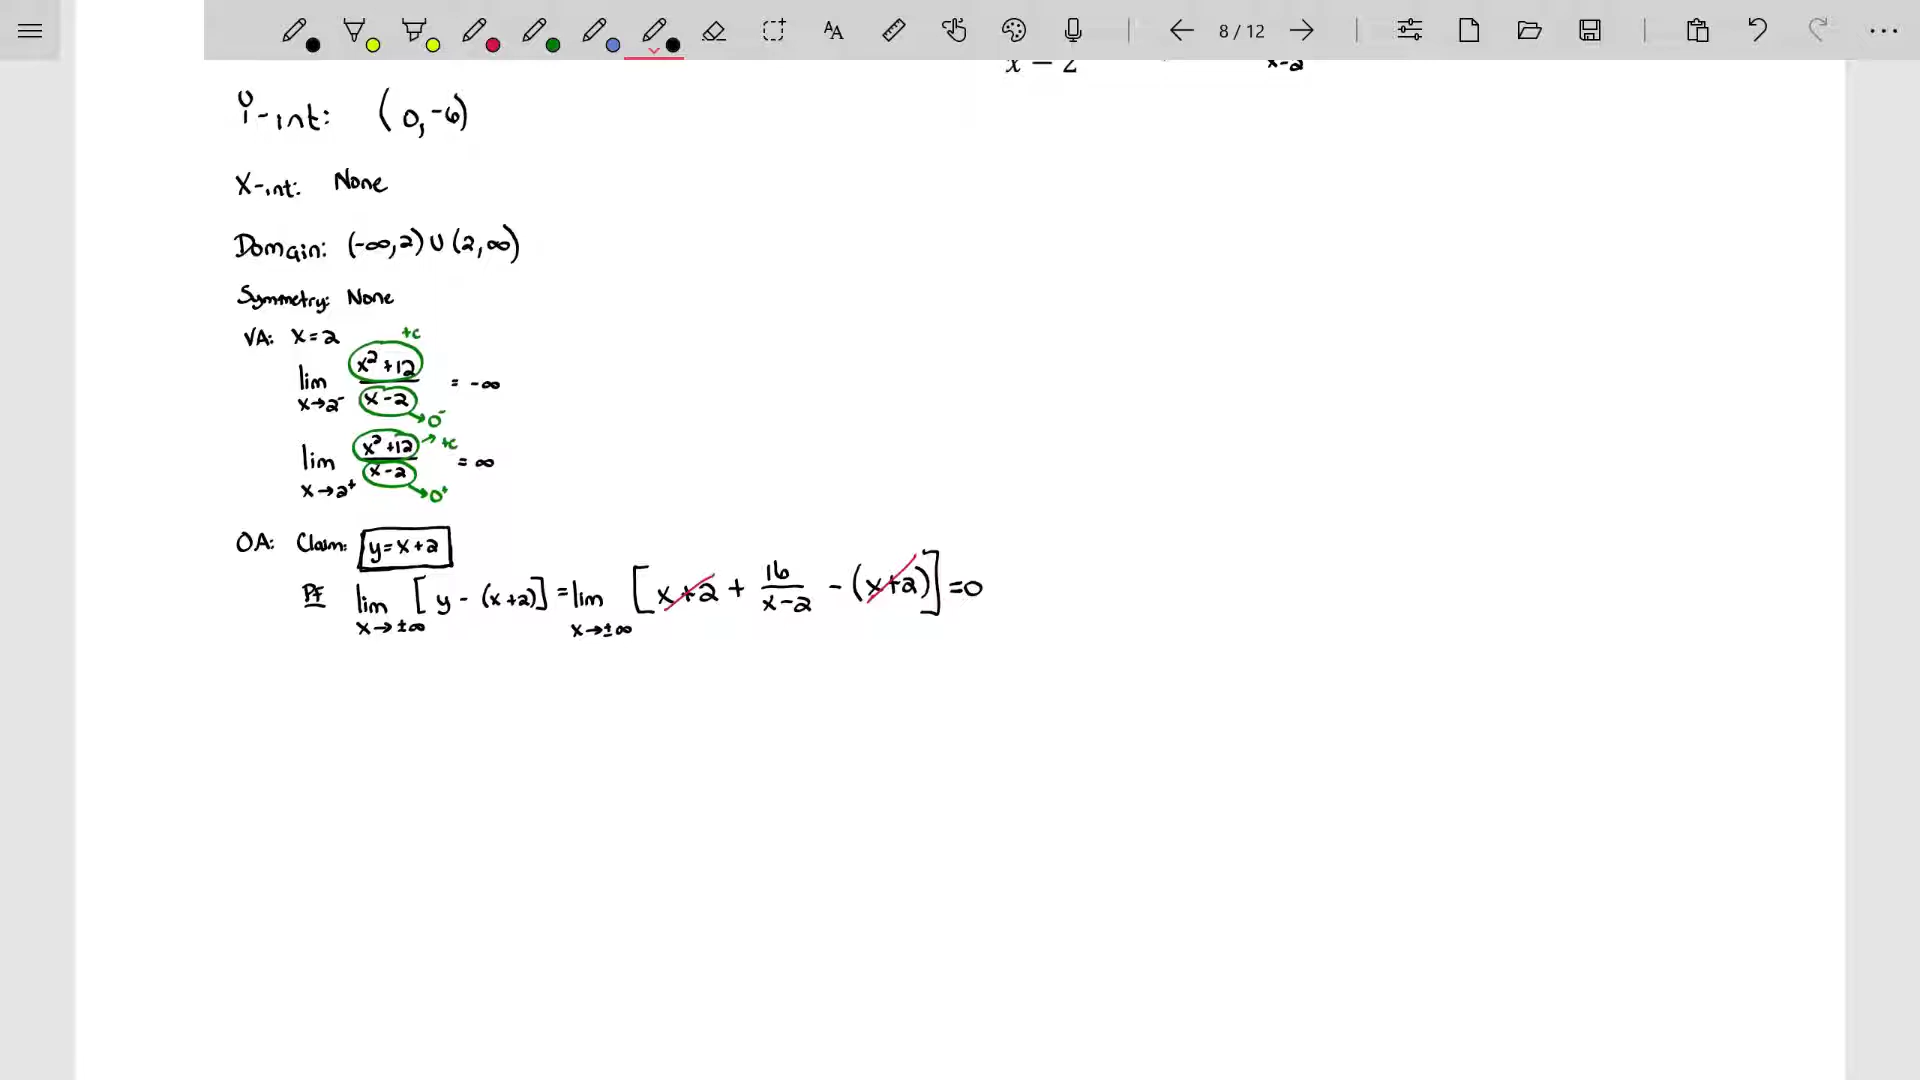 8 / 12
x − 2
x-2
Y-int: (0,-6)
X-int: None
Domain: (-∞,2) ∪ (2,∞)
Symmetry: None
VA: x=2
+c
lim x→2⁻ (x²+12)/(x-2) = -∞
→0⁻
lim x→2⁺ (x²+12)/(x-2) = ∞
→+c
→0⁺
OA: Claim: y=x+2
Pf lim x→±∞ [y - (x+2)] = lim x→±∞ [x+2 + 16/(x-2) - (x+2)] =0